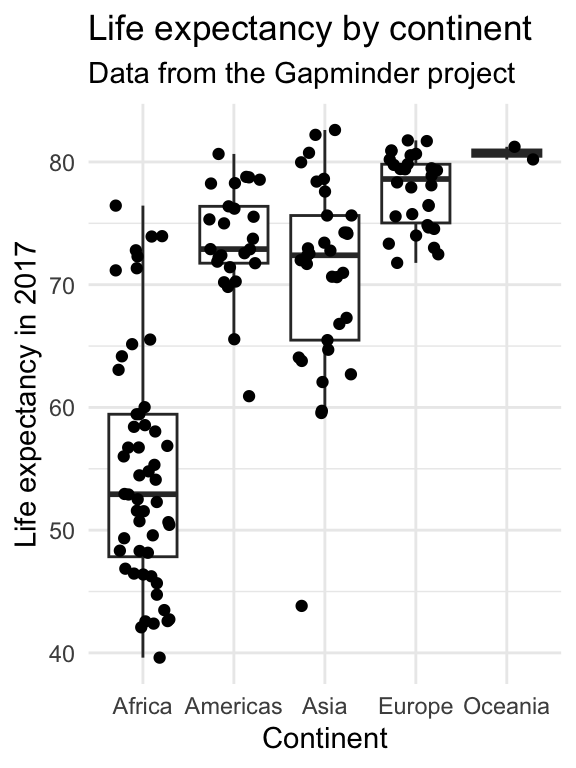 Life expectancy by continent
Data from the Gapminder project
Life expectancy in 2017
80
70
60
50
40
Africa Americas Asia Europe Oceania
Continent